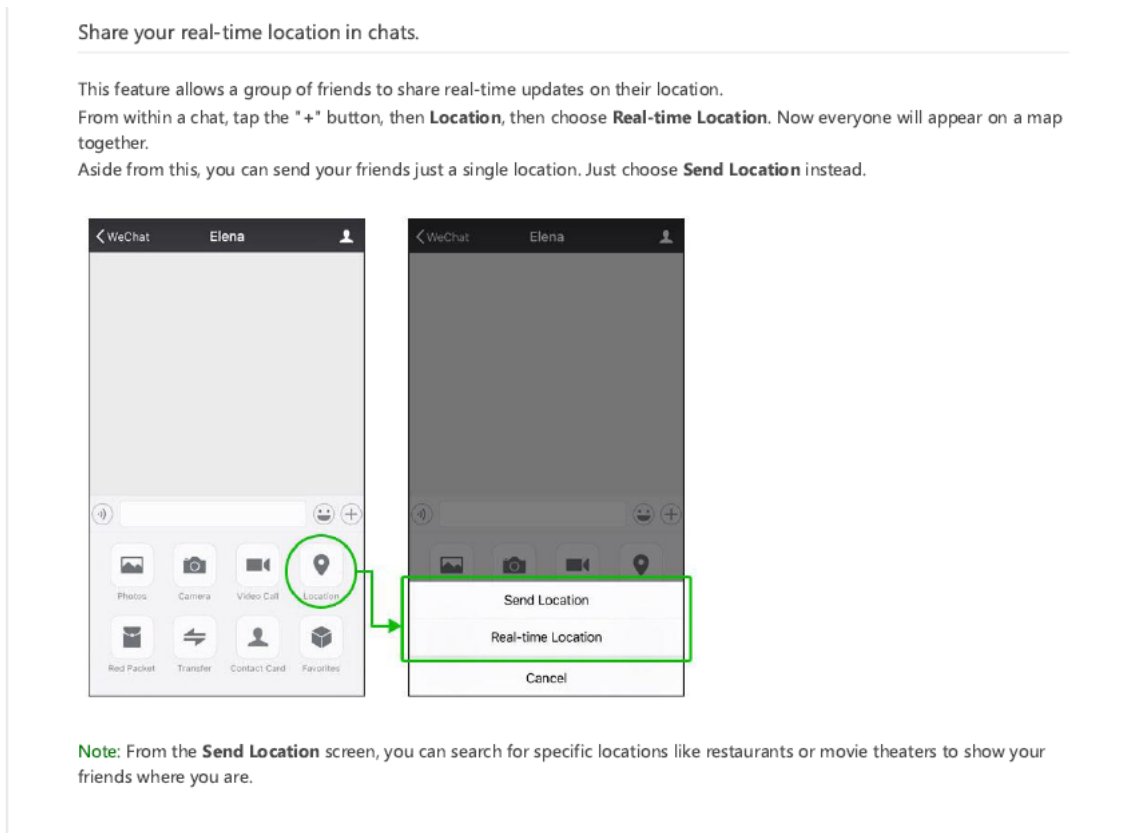 Share your real-time location in chats.
This feature allows a group of friends to share real-time updates on their location.
From within a chat, tap the "+" button, then Location, then choose Real-time Location. Now everyone will appear on a map
together.
Aside from this, you can send your friends just a single location. Just choose Send Location instead.
WeChat Elena
Photos Camera Video Call Location
Red Packet Transfer Contact Card Favorites
WeChat Elena
Send Location
Real-time Location
Cancel
Note: From the Send Location screen, you can search for specific locations like restaurants or movie theaters to show your
friends where you are.